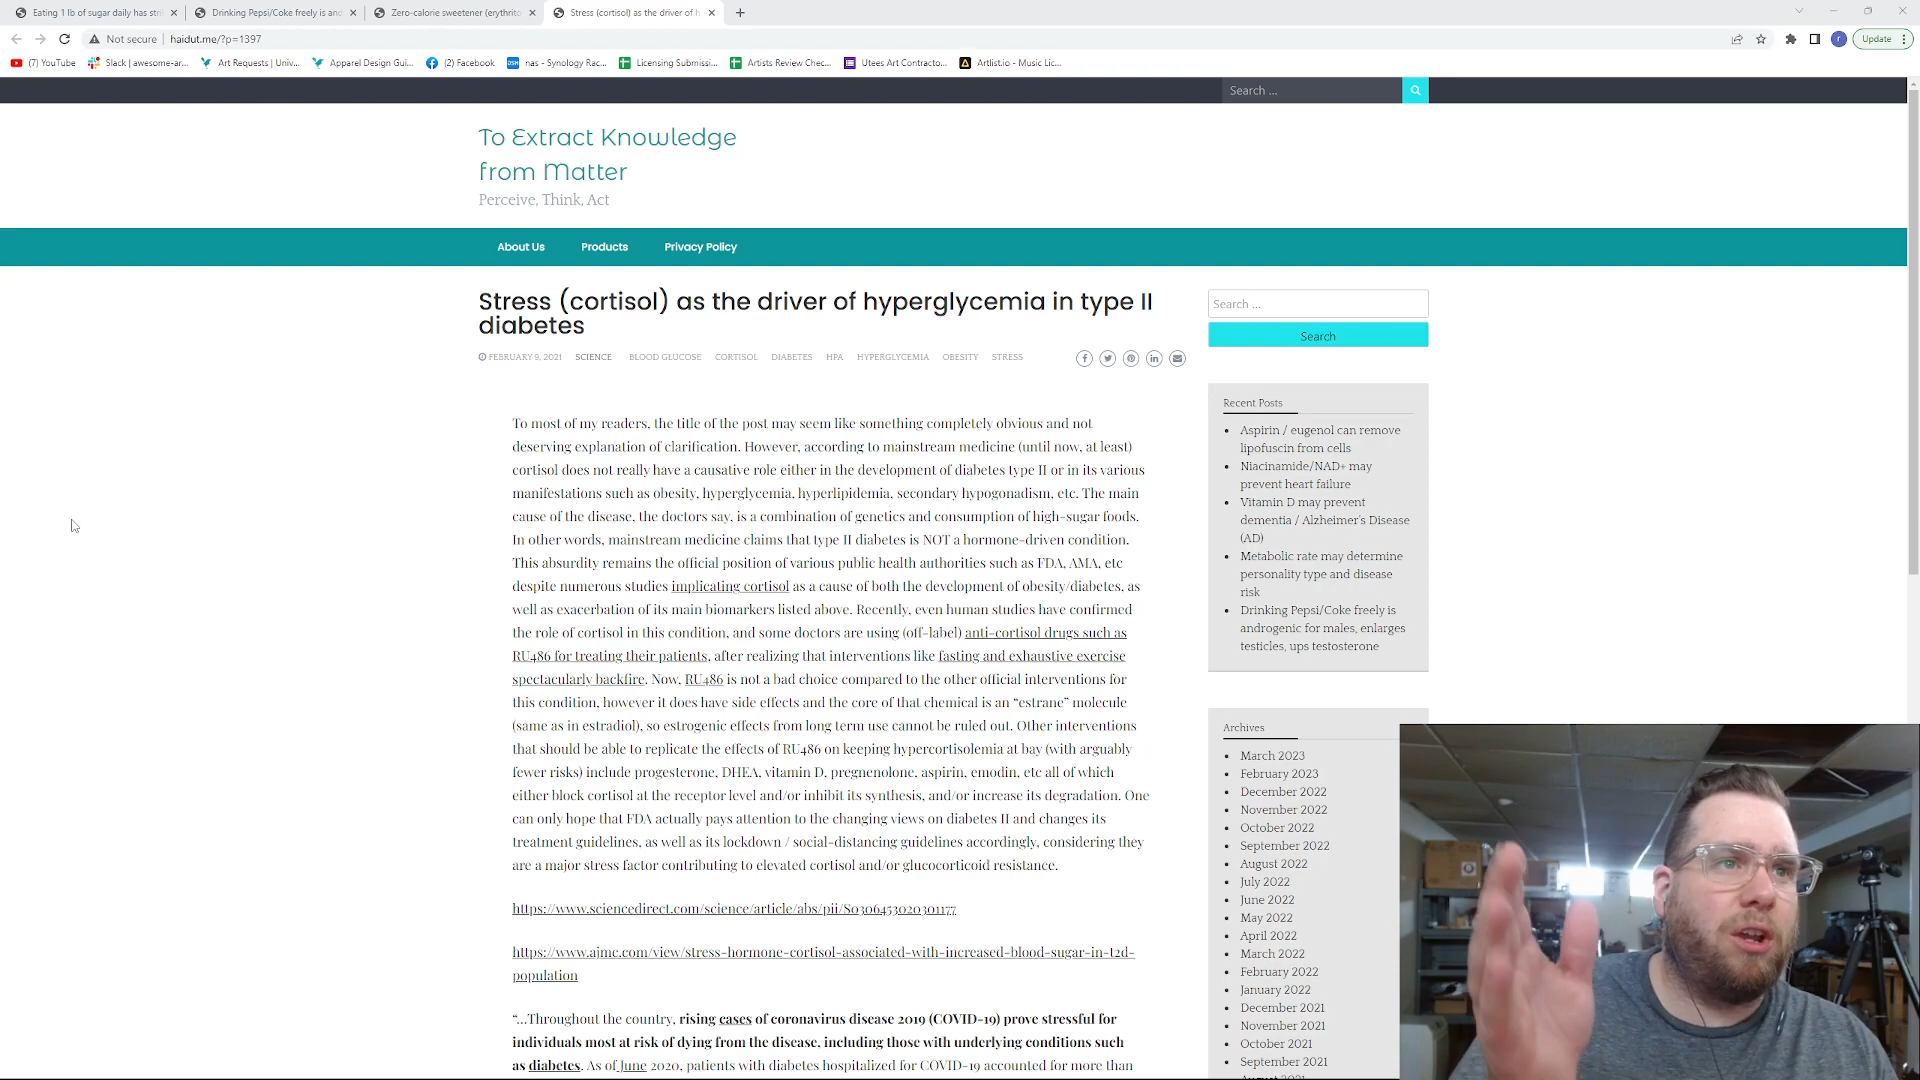 Eating 1 lb of sugar daily has stri
Drinking Pepsi/Coke freely is and
Zero-calorie sweetener (erythrito
Stress (cortisol) as the driver of h
Not secure
haidut.me/?p=1397
Update
(7) YouTube
Slack | awesome-ar...
Art Requests | Univ...
Apparel Design Gui...
(2) Facebook
nas - Synology Rac...
Licensing Submissi...
Artists Review Chec...
Utees Art Contracto...
Artlist.io - Music Lic...
Search ...
To Extract Knowledge
from Matter
Perceive, Think, Act
About Us
Products
Privacy Policy
Stress (cortisol) as the driver of hyperglycemia in type II
diabetes
FEBRUARY 9, 2021 SCIENCE BLOOD GLUCOSE CORTISOL DIABETES HPA HYPERGLYCEMIA OBESITY STRESS
To most of my readers, the title of the post may seem like something completely obvious and not
deserving explanation of clarification. However, according to mainstream medicine (until now, at least)
cortisol does not really have a causative role either in the development of diabetes type II or in its various
manifestations such as obesity, hyperglycemia, hyperlipidemia, secondary hypogonadism, etc. The main
cause of the disease, the doctors say, is a combination of genetics and consumption of high-sugar foods.
In other words, mainstream medicine claims that type II diabetes is NOT a hormone-driven condition.
This absurdity remains the official position of various public health authorities such as FDA, AMA, etc
despite numerous studies implicating cortisol as a cause of both the development of obesity/diabetes, as
well as exacerbation of its main biomarkers listed above. Recently, even human studies have confirmed
the role of cortisol in this condition, and some doctors are using (off-label) anti-cortisol drugs such as
RU486 for treating their patients, after realizing that interventions like fasting and exhaustive exercise
spectacularly backfire. Now, RU486 is not a bad choice compared to the other official interventions for
this condition, however it does have side effects and the core of that chemical is an “estrane” molecule
(same as in estradiol), so estrogenic effects from long term use cannot be ruled out. Other interventions
that should be able to replicate the effects of RU486 on keeping hypercortisolemia at bay (with arguably
fewer risks) include progesterone, DHEA, vitamin D, pregnenolone, aspirin, emodin, etc all of which
either block cortisol at the receptor level and/or inhibit its synthesis, and/or increase its degradation. One
can only hope that FDA actually pays attention to the changing views on diabetes II and changes its
treatment guidelines, as well as its lockdown / social-distancing guidelines accordingly, considering they
are a major stress factor contributing to elevated cortisol and/or glucocorticoid resistance.
https://www.sciencedirect.com/science/article/abs/pii/S0306453020301177
https://www.ajmc.com/view/stress-hormone-cortisol-associated-with-increased-blood-sugar-in-t2d-
population
“…Throughout the country, rising cases of coronavirus disease 2019 (COVID-19) prove stressful for
individuals most at risk of dying from the disease, including those with underlying conditions such
as diabetes. As of June 2020, patients with diabetes hospitalized for COVID-19 accounted for more than
Search ...
Search
Recent Posts
Aspirin / eugenol can remove
lipofuscin from cells
Niacinamide/NAD+ may
prevent heart failure
Vitamin D may prevent
dementia / Alzheimer's Disease
(AD)
Metabolic rate may determine
personality type and disease
risk
Drinking Pepsi/Coke freely is
androgenic for males, enlarges
testicles, ups testosterone
Archives
March 2023
February 2023
December 2022
November 2022
October 2022
September 2022
August 2022
July 2022
June 2022
May 2022
April 2022
March 2022
February 2022
January 2022
December 2021
November 2021
October 2021
September 2021
August 2021